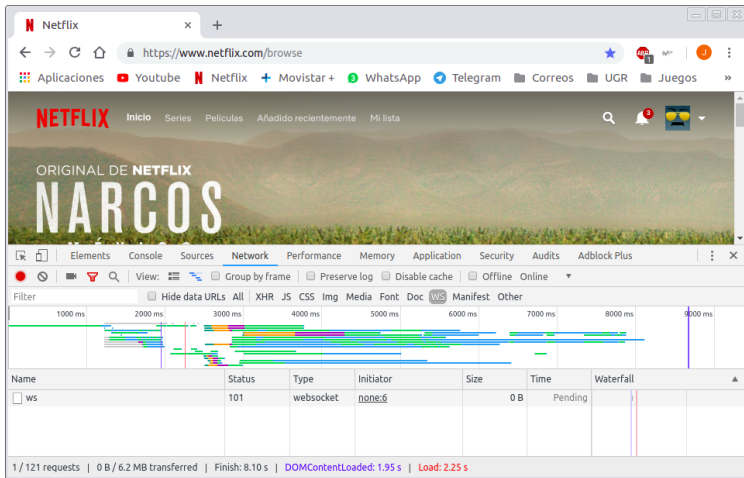 Netflix
https://www.netflix.com/browse
ABP 1 J
Aplicaciones Youtube Netflix Movistar+ WhatsApp Telegram Correos UGR Juegos »
NETFLIX Inicio Series Películas Añadido recientemente Mi lista 3
ORIGINAL DE NETFLIX
NARCOS
MÉXICO
Elements Console Sources Network Performance Memory Application Security Audits Adblock Plus
View: Group by frame Preserve log Disable cache Offline Online
Filter Hide data URLs All XHR JS CSS Img Media Font Doc WS Manifest Other
1000 ms 2000 ms 3000 ms 4000 ms 5000 ms 6000 ms 7000 ms 8000 ms 9000 ms
Name Status Type Initiator Size Time Waterfall
ws 101 websocket none:6 0 B Pending
1 / 121 requests | 0 B / 6.2 MB transferred | Finish: 8.10 s | DOMContentLoaded: 1.95 s | Load: 2.25 s